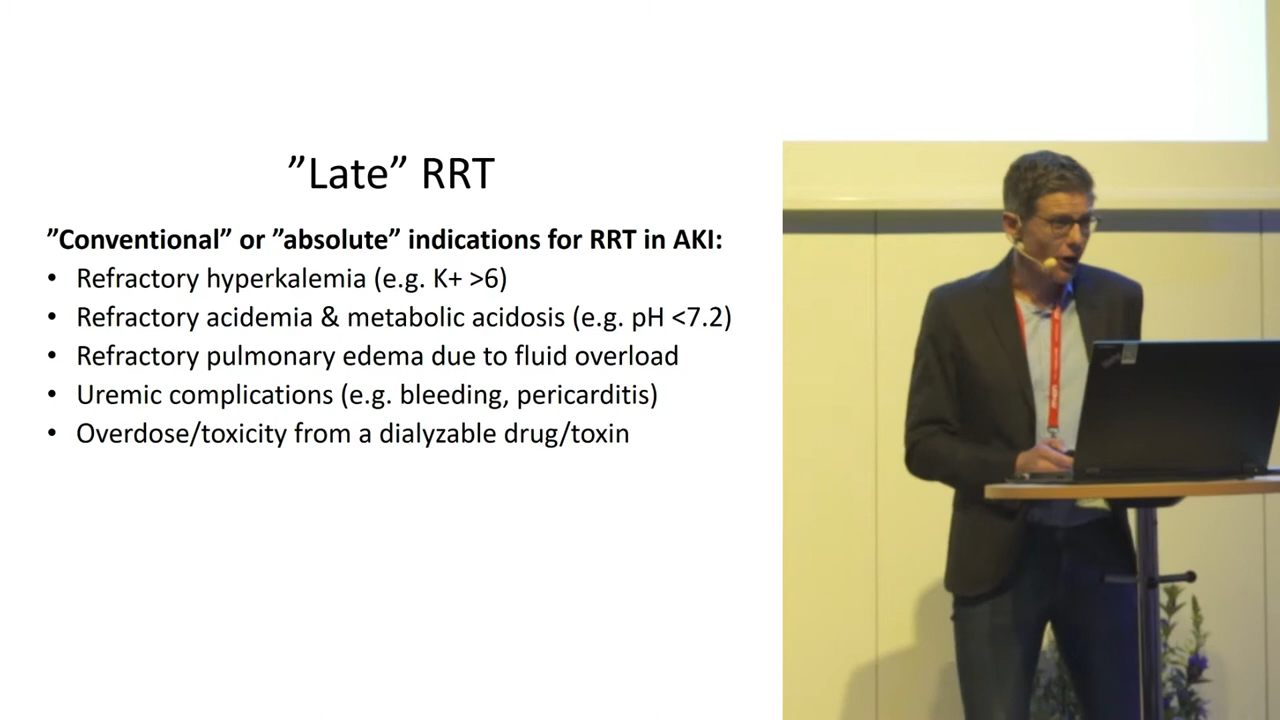 ”Late” RRT
”Conventional” or ”absolute” indications for RRT in AKI:
• Refractory hyperkalemia (e.g. K+ >6)
• Refractory acidemia & metabolic acidosis (e.g. pH <7.2)
• Refractory pulmonary edema due to fluid overload
• Uremic complications (e.g. bleeding, pericarditis)
• Overdose/toxicity from a dialyzable drug/toxin